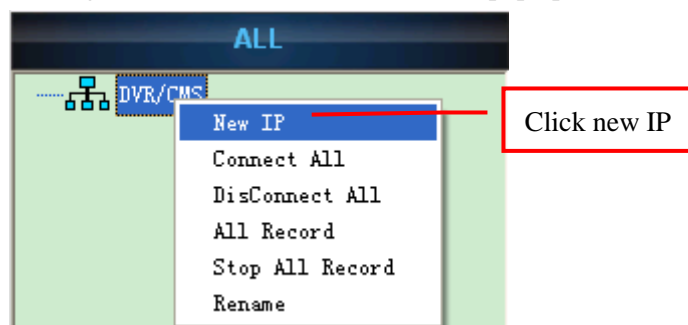 ALL
DVR/CMS
New IP
Click new IP
Connect All
DisConnect All
All Record
Stop All Record
Rename